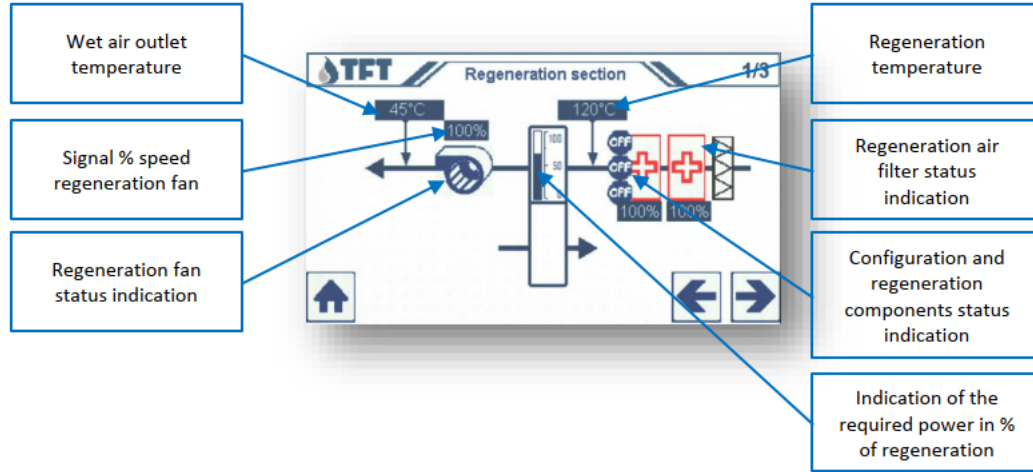 Wet air outlet
temperature
Signal % speed
regeneration fan
Regeneration fan
status indication
TFT
Regeneration section
1/3
45°C
100%
120°C
100
50
0
OFF
OFF
OFF
100%
100%
Regeneration
temperature
Regeneration air
filter status
indication
Configuration and
regeneration
components status
indication
Indication of the
required power in %
of regeneration